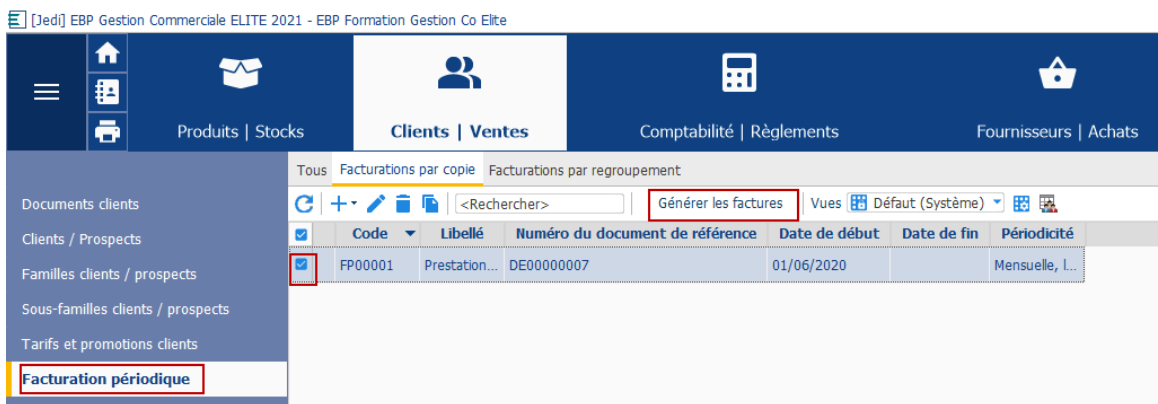 [Jedi] EBP Gestion Commerciale ELITE 2021 - EBP Formation Gestion Co Elite
Produits | Stocks Clients | Ventes Comptabilité | Règlements Fournisseurs | Achats
Tous Facturations par copie Facturations par regroupement
<Rechercher> Générer les factures Vues Défaut (Système)
Code Libellé Numéro du document de référence Date de début Date de fin Périodicité
FP00001 Prestation... DE00000007 01/06/2020 Mensuelle, l...
Documents clients
Clients / Prospects
Familles clients / prospects
Sous-familles clients / prospects
Tarifs et promotions clients
Facturation périodique